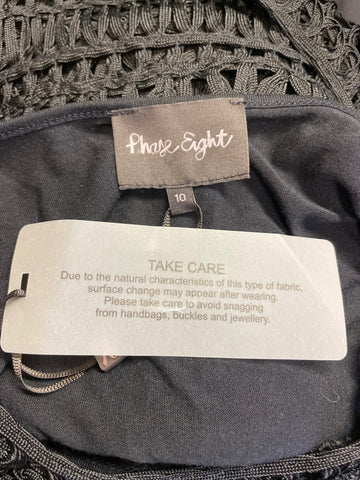 Phase Eight
10
TAKE CARE
Due to the natural characteristics of this type of fabric,
surface change may appear after wearing.
Please take care to avoid snagging
from handbags, buckles and jewellery.